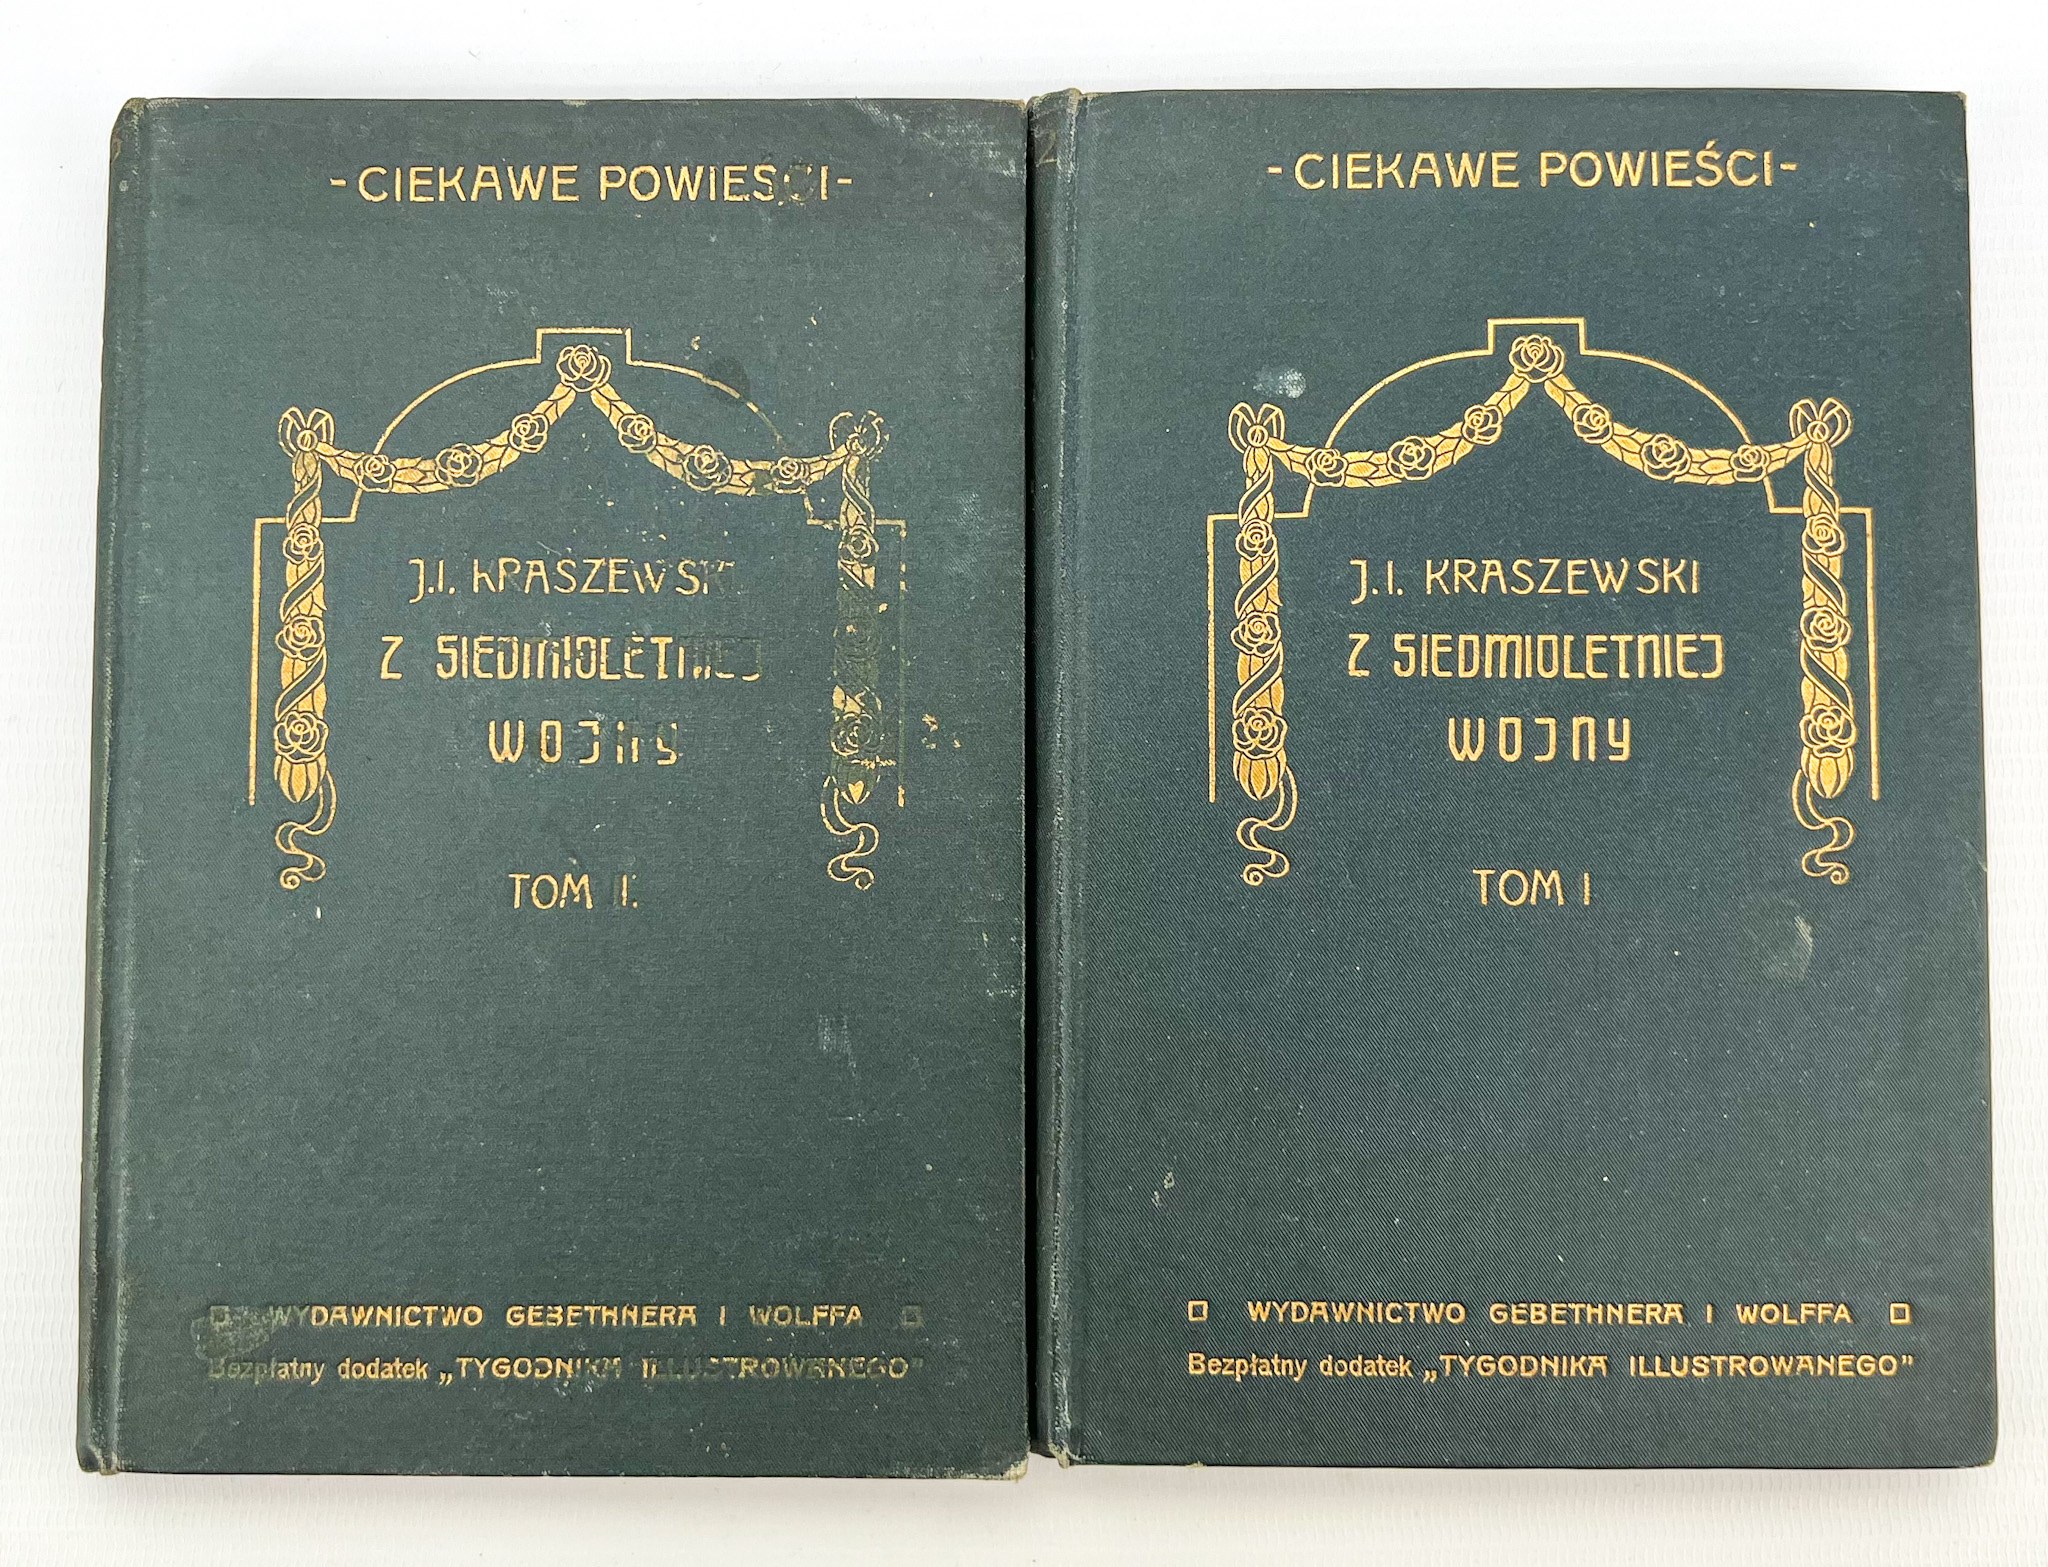 -CIEKAWE POWIEŚCI-
J.I. KRASZEWSKI
Z SIEDMIOLETNIEJ
WOJNY
TOM II.
WYDAWNICTWO GEBETHNERA I WOLFFA
Bezpłatny dodatek „TYGODNIKA ILLUSTROWANEGO"
-CIEKAWE POWIEŚCI-
J. I. KRASZEWSKI
Z SIEDMIOLETNIEJ
WOJNY
TOM I
WYDAWNICTWO GEBETHNERA I WOLFFA
Bezpłatny dodatek „TYGODNIKA ILLUSTROWANEGO"